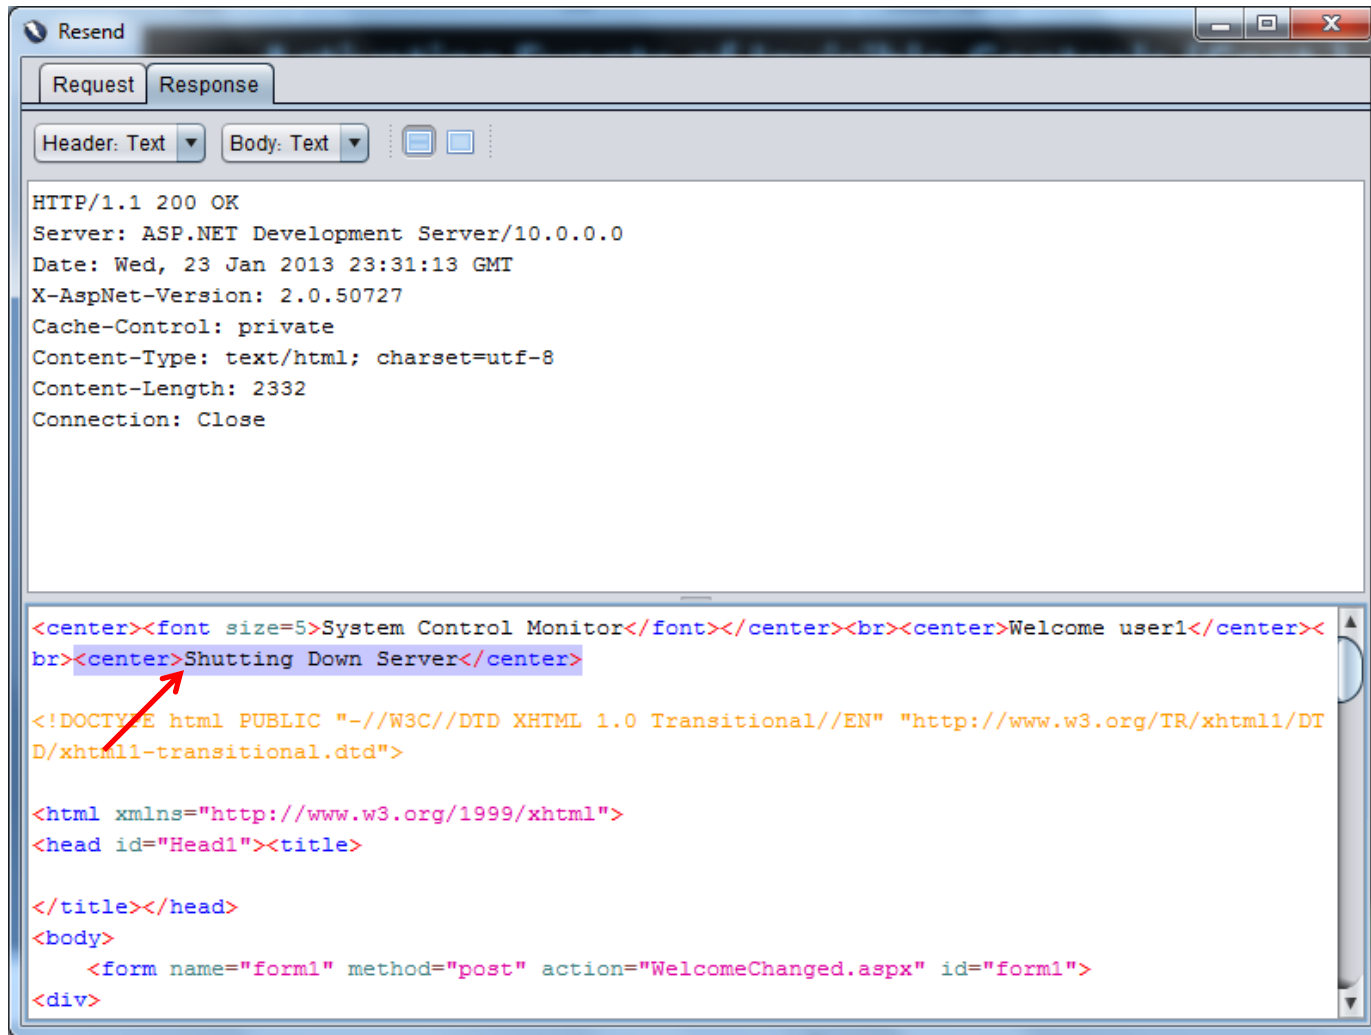 Resend
Request Response
Header: Text Body: Text
HTTP/1.1 200 OK
Server: ASP.NET Development Server/10.0.0.0
Date: Wed, 23 Jan 2013 23:31:13 GMT
X-AspNet-Version: 2.0.50727
Cache-Control: private
Content-Type: text/html; charset=utf-8
Content-Length: 2332
Connection: Close
<center><font size=5>System Control Monitor</font></center><br><center>Welcome user1</center><
br><center>Shutting Down Server</center>
<!DOCTYPE html PUBLIC "-//W3C//DTD XHTML 1.0 Transitional//EN" "http://www.w3.org/TR/xhtml1/DT
D/xhtml1-transitional.dtd">
<html xmlns="http://www.w3.org/1999/xhtml">
<head id="Head1"><title>
</title></head>
<body>
<form name="form1" method="post" action="WelcomeChanged.aspx" id="form1">
<div>